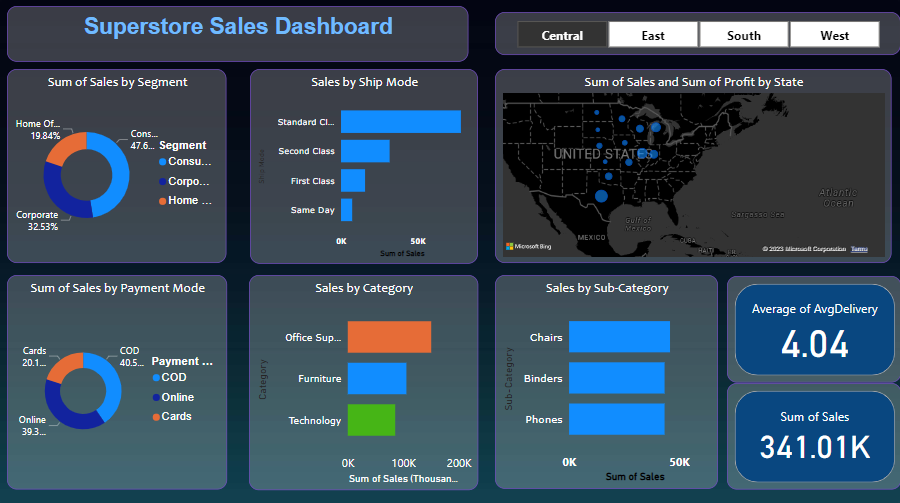 Superstore Sales Dashboard
Central East South West
Sum of Sales by Segment
Home Of...
19.84%
Cons...
47.6...
Corporate
32.53%
Segment
Consu...
Corpo...
Home ...
Sales by Ship Mode
Ship Mode
Standard Cl...
Second Class
First Class
Same Day
0K 50K
Sum of Sales
Sum of Sales and Sum of Profit by State
UNITED STATES
MEXICO
Gulf of
Mexico
CUBA
HAITI
Atlantic
Ocean
Sargasso Sea
Microsoft Bing
© 2023 Microsoft Corporation Terms
Sum of Sales by Payment Mode
Cards
20.1...
COD
40.5...
Online
39.3...
Payment ...
COD
Online
Cards
Sales by Category
Category
Office Sup...
Furniture
Technology
0K 100K 200K
Sum of Sales (Thousan...
Sales by Sub-Category
Sub-Category
Chairs
Binders
Phones
0K 50K
Sum of Sales
Average of AvgDelivery
4.04
Sum of Sales
341.01K